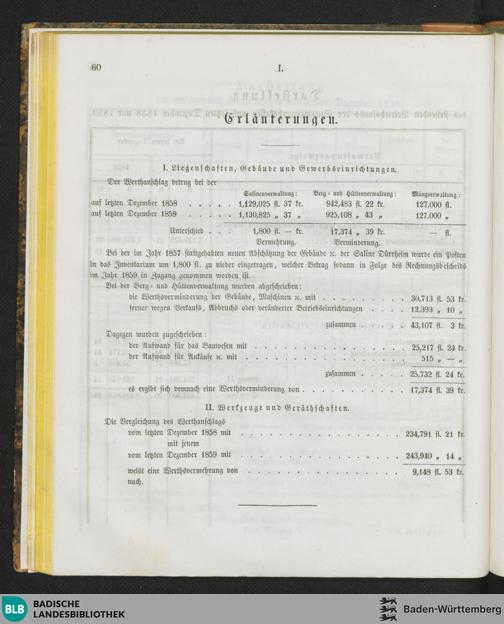 60
I.
Erläuterungen.
I. Liegenschaften, Gebäude und Gewerbseinrichtungen.
Der Werthanschlag betrug bei der
Salinenverwaltung: Berg- und Hüttenverwaltung: Münzverwaltung:
auf letzten Dezember 1858 . . . . . 1,129,025 fl. 37 kr. 942,483 fl. 22 kr. 127,000 fl.
auf letzten Dezember 1859 . . . . . 1,130,825 „ 37 „ 925,108 „ 43 „ 127,000 „
Unterschied . . . 1,800 fl. — kr. 17,374 „ 39 kr. — fl.
Vermehrung. Verminderung.
Bei der im Jahr 1857 stattgehabten neuen Abschätzung der Gebäude ꝛc. der Saline Dürrheim wurde ein Posten
in das Inventarium um 1,800 fl. zu nieder eingetragen, welcher Betrag sodann in Folge des Rechnungsbescheids
im Jahr 1859 in Zugang genommen worden ist.
Bei der Berg- und Hüttenverwaltung wurden abgeschrieben:
die Werthsverminderung der Gebäude, Maschinen ꝛc. mit . . . . . . . . . 30,713 fl. 53 kr.
ferner wegen Verkaufs, Abbruchs oder veränderter Betriebseinrichtungen . . . . 12,393 „ 10 „
zusammen . . . . . 43,107 fl. 3 kr.
Dagegen wurden zugeschrieben:
der Aufwand für das Bauwesen mit . . . . . . . . . . . . . . . 25,217 fl. 24 kr.
der Aufwand für Ankäufe ꝛc. mit . . . . . . . . . . . . . . . . 515 „ — „
zusammen . . . . . 25,732 fl. 24 kr.
es ergibt sich demnach eine Werthsverminderung von . . . . . . . . . . . 17,374 fl. 39 kr.
II. Werkzeuge und Geräthschaften.
Die Vergleichung des Werthanschlags
vom letzten Dezember 1858 mit . . . . . . . . . . . . . . . . 234,791 fl. 21 kr.
mit jenem
vom letzten Dezember 1859 mit . . . . . . . . . . . . . . . . 243,940 „ 14 „
weist eine Werthsvermehrung von . . . . . . . . . . . . . . . . 9,148 fl. 53 kr.
nach.
BLB
BADISCHE
LANDESBIBLIOTHEK
Baden-Württemberg